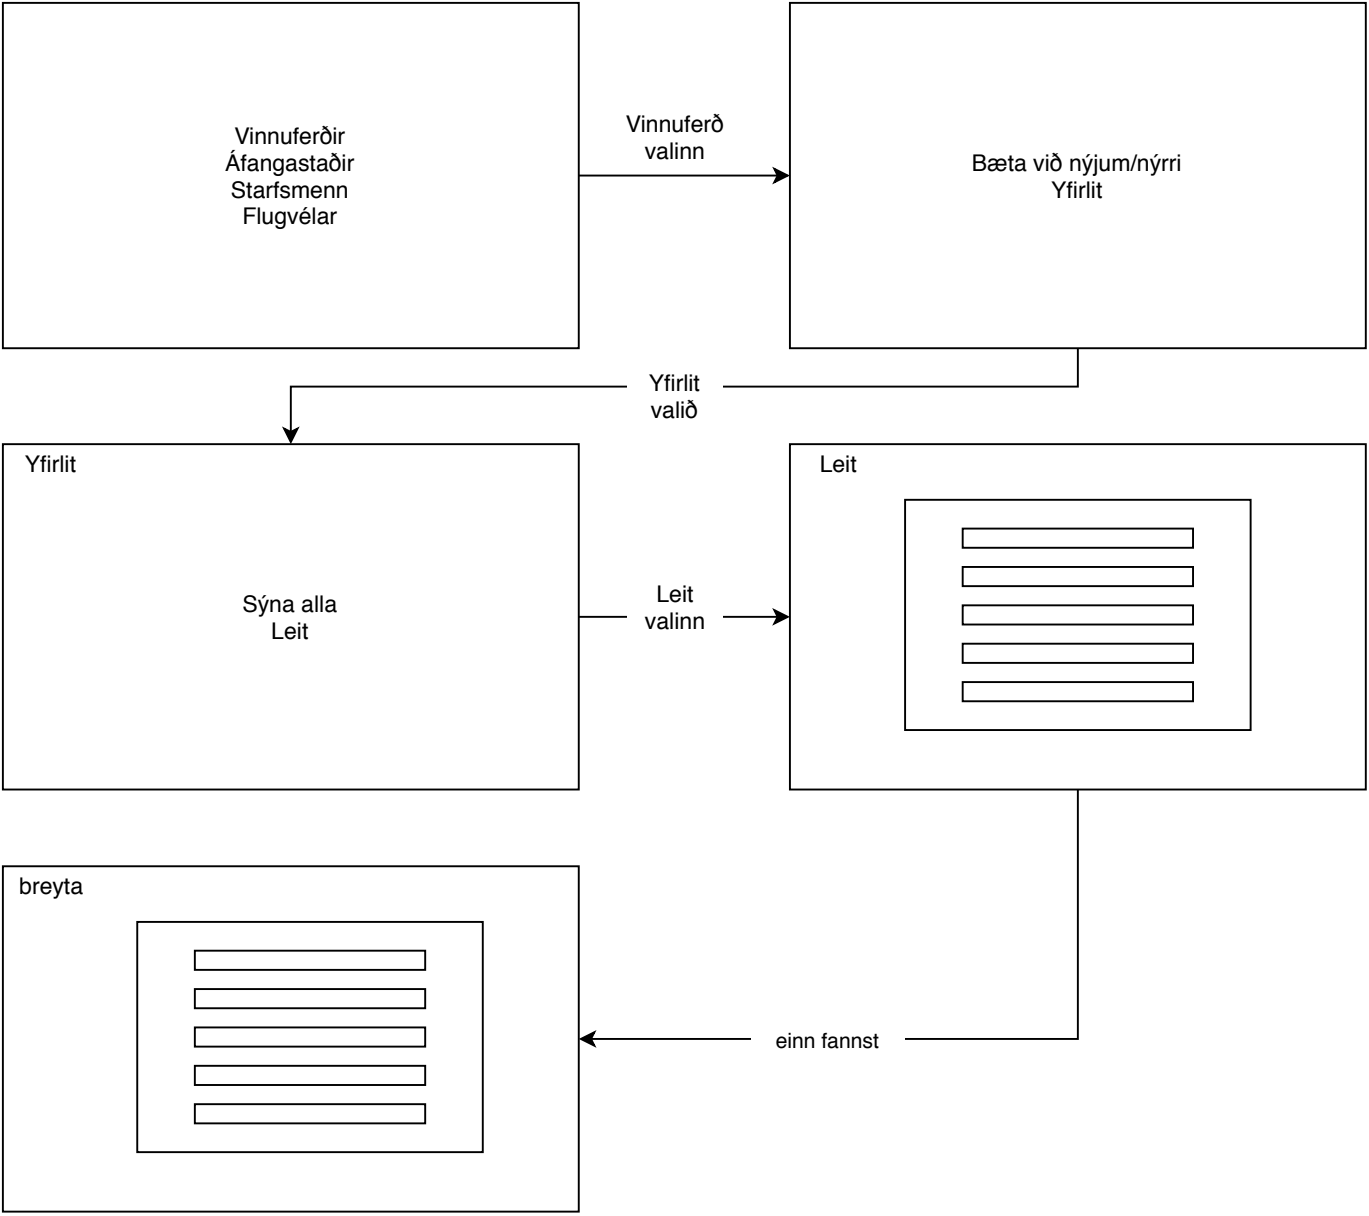 Vinnuferðir
Áfangastaðir
Starfsmenn
Flugvélar
Vinnuferð
valinn
Bæta við nýjum/nýrri
Yfirlit
Yfirlit
valið
Yfirlit
Sýna alla
Leit
Leit
valinn
Leit
breyta
einn fannst